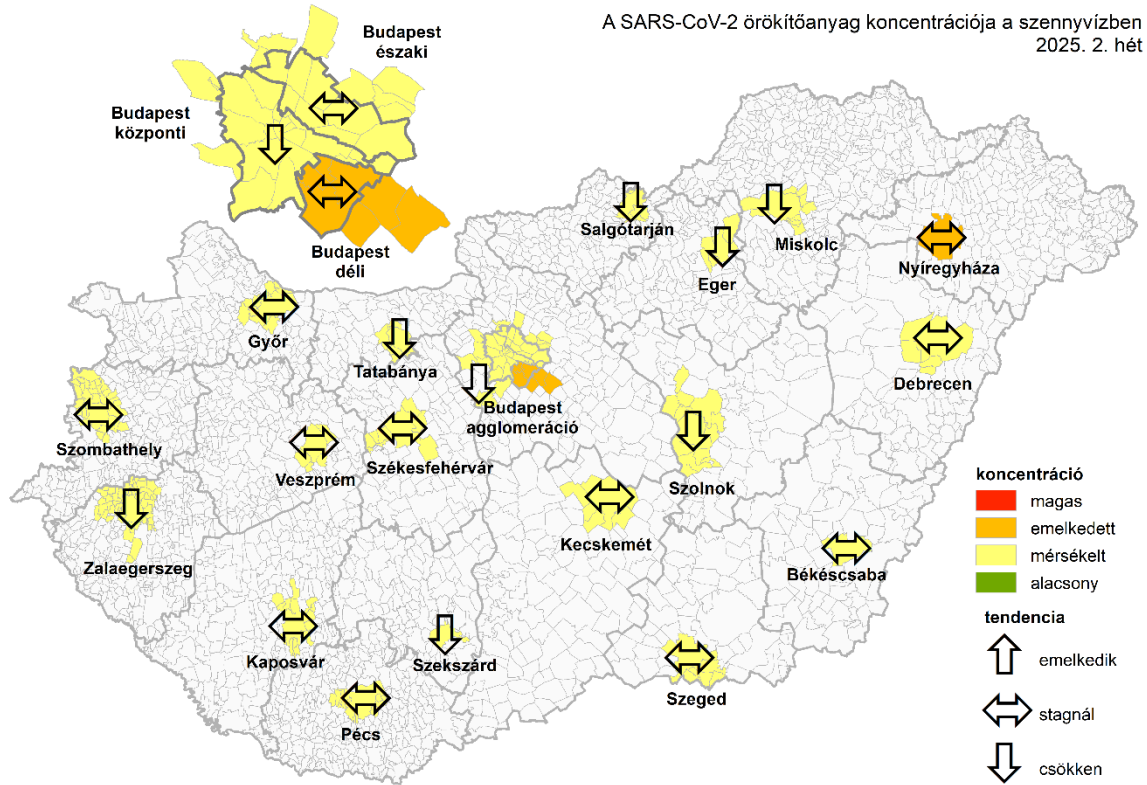 A SARS-CoV-2 örökítőanyag koncentrációja a szennyvízben
2025. 2. hét
Budapest
északi
Budapest
központi
Budapest
déli
Salgótarján
Miskolc
Eger
Nyíregyháza
Győr
Tatabánya
Debrecen
Budapest
agglomeráció
Szombathely
Veszprém
Székesfehérvár
Szolnok
Kecskemét
Zalaegerszeg
Békéscsaba
Kaposvár
Szekszárd
Szeged
Pécs
koncentráció
magas
emelkedett
mérsékelt
alacsony
tendencia
emelkedik
stagnál
csökken